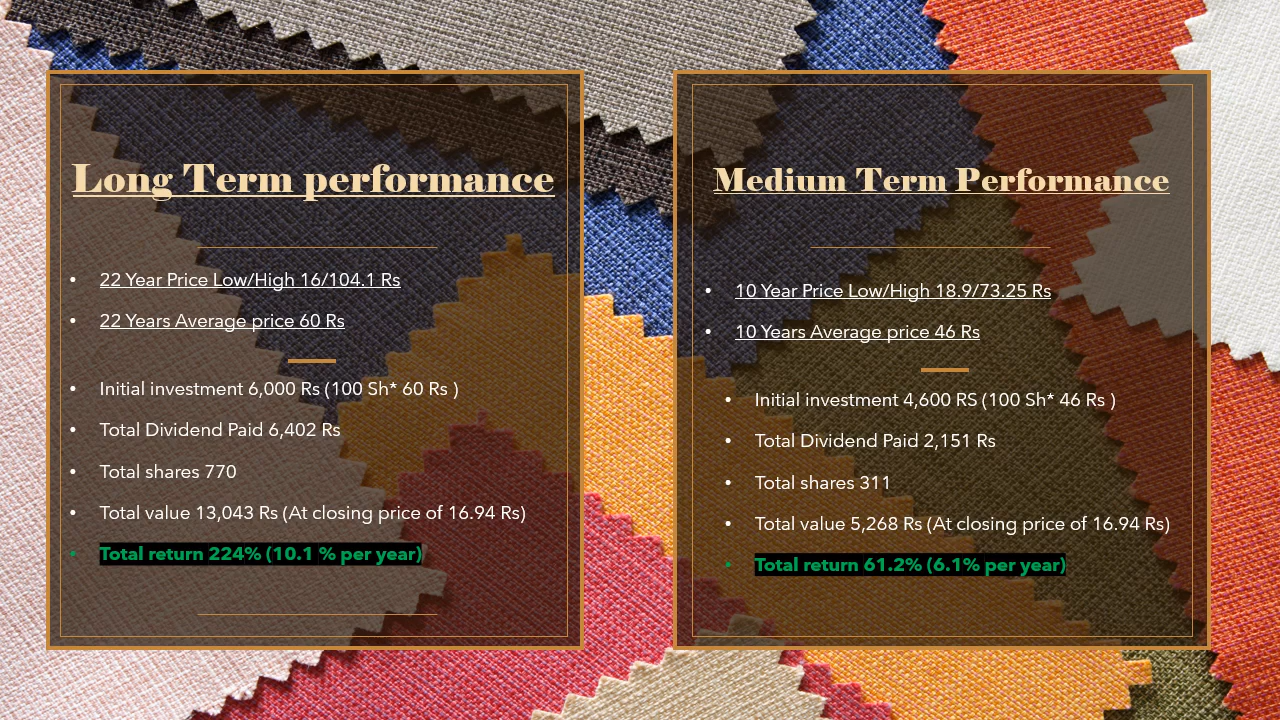 Long Term performance
• 22 Year Price Low/High 16/104.1 Rs
• 22 Years Average price 60 Rs
• Initial investment 6,000 Rs (100 Sh* 60 Rs )
• Total Dividend Paid 6,402 Rs
• Total shares 770
• Total value 13,043 Rs (At closing price of 16.94 Rs)
• Total return 224% (10.1 % per year)
Medium Term Performance
• 10 Year Price Low/High 18.9/73.25 Rs
• 10 Years Average price 46 Rs
• Initial investment 4,600 RS (100 Sh* 46 Rs )
• Total Dividend Paid 2,151 Rs
• Total shares 311
• Total value 5,268 Rs (At closing price of 16.94 Rs)
• Total return 61.2% (6.1% per year)